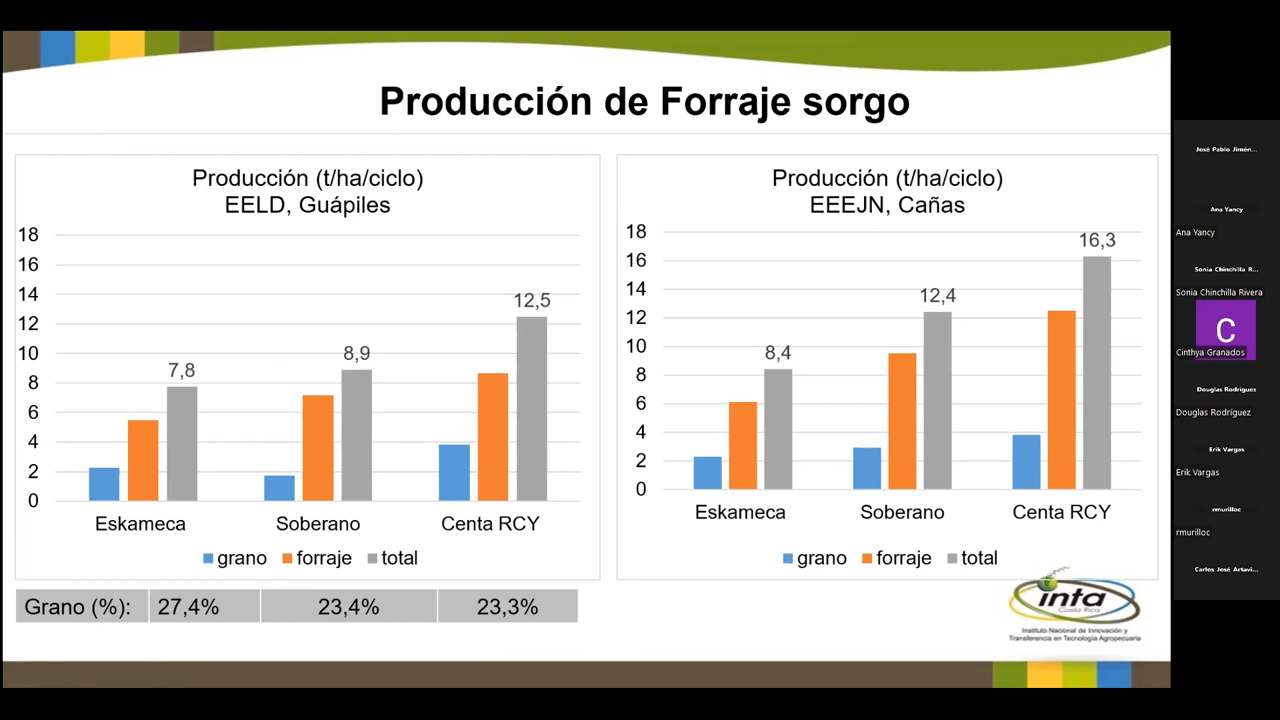 Producción de Forraje sorgo
Producción (t/ha/ciclo)
EELD, Guápiles
18
16
14
12
10
8
6
4
2
0
7,8
8,9
12,5
Eskameca Soberano Centa RCY
grano forraje total
Grano (%): 27,4% 23,4% 23,3%
Producción (t/ha/ciclo)
EEEJN, Cañas
18
16
14
12
10
8
6
4
2
0
8,4
12,4
16,3
Eskameca Soberano Centa RCY
grano forraje total
inta
Costa Rica
Instituto Nacional de Innovación y
Transferencia en Tecnología Agropecuaria
José Pablo Jimén...
Ana Yancy
Ana Yancy
Sonia Chinchilla R...
Sonia Chinchilla Rivera
C
Cinthya Granados
Douglas Rodríguez
Douglas Rodríguez
Erik Vargas
Erik Vargas
rmurilloc
rmurilloc
Carlos José Artavi...